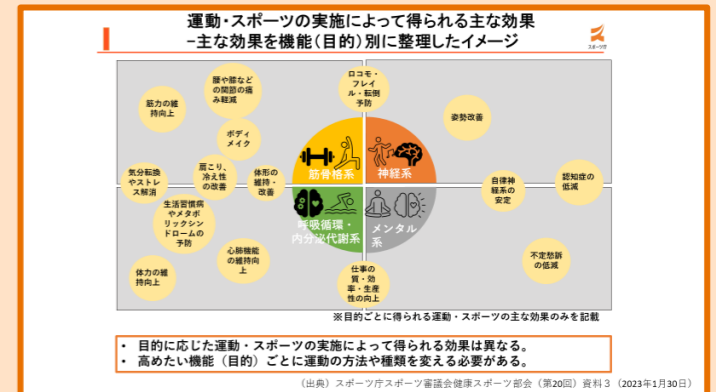 運動・スポーツの実施によって得られる主な効果
–主な効果を機能（目的）別に整理したイメージ
スポーツ庁
筋力の維
持向上
腰や膝など
の関節の痛
み軽減
ロコモ・
フレイ
ル・転倒
予防
姿勢改善
ボディ
メイク
気分転換
やストレ
ス解消
肩こり、
冷え性
の改善
体形の
維持・
改善
筋骨格系
神経系
自律神
経系の
安定
認知症の
低減
生活習慣病
やメタボ
リックシン
ドロームの
予防
呼吸循環・
内分泌代謝系
メンタル
系
体力の維
持向上
心肺機能
の維持向
上
仕事の
質・効
率・生産
性の向上
不定愁訴
の低減
※目的ごとに得られる運動・スポーツの主な効果のみを記載
• 目的に応じた運動・スポーツの実施によって得られる効果は異なる。
• 高めたい機能（目的）ごとに運動の方法や種類を変える必要がある。
（出典）スポーツ庁スポーツ審議会健康スポーツ部会（第20回）資料３（2023年1月30日）